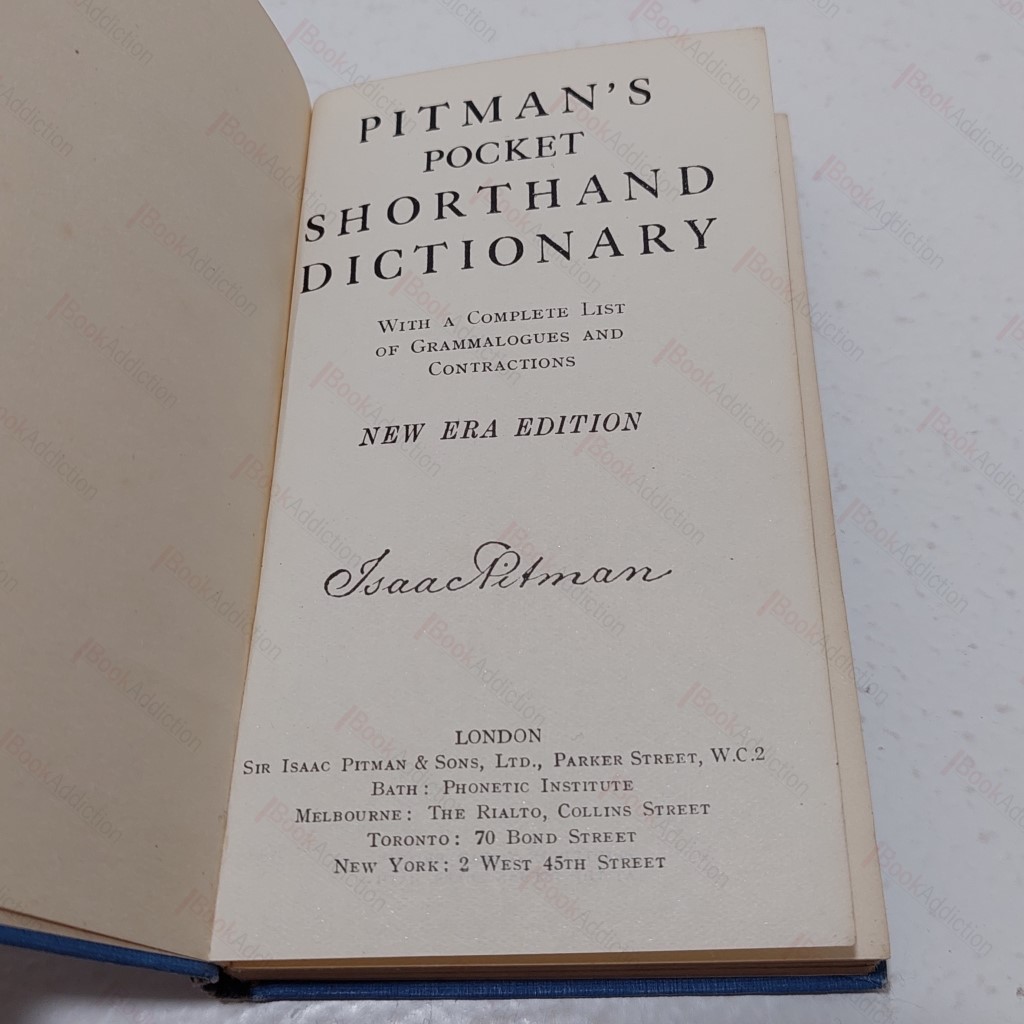 PITMAN'S
POCKET
SHORTHAND
DICTIONARY
WITH A COMPLETE LIST
OF GRAMMALOGUES AND
CONTRACTIONS
NEW ERA EDITION
Isaac Pitman
LONDON
SIR ISAAC PITMAN & SONS, LTD., PARKER STREET, W.C.2
BATH: PHONETIC INSTITUTE
MELBOURNE: THE RIALTO, COLLINS STREET
TORONTO: 70 BOND STREET
NEW YORK: 2 WEST 45TH STREET
BookAddiction